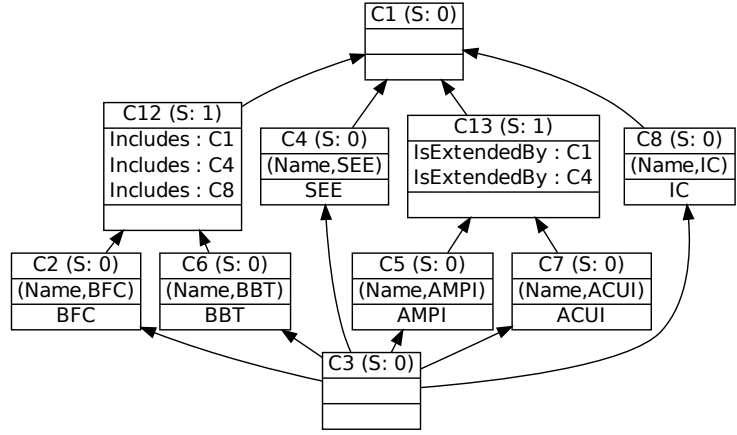 C1 (S: 0)
C12 (S: 1)
Includes : C1
Includes : C4
Includes : C8
C4 (S: 0)
(Name,SEE)
SEE
C13 (S: 1)
IsExtendedBy : C1
IsExtendedBy : C4
C8 (S: 0)
(Name,IC)
IC
C2 (S: 0)
(Name,BFC)
BFC
C6 (S: 0)
(Name,BBT)
BBT
C5 (S: 0)
(Name,AMPI)
AMPI
C7 (S: 0)
(Name,ACUI)
ACUI
C3 (S: 0)